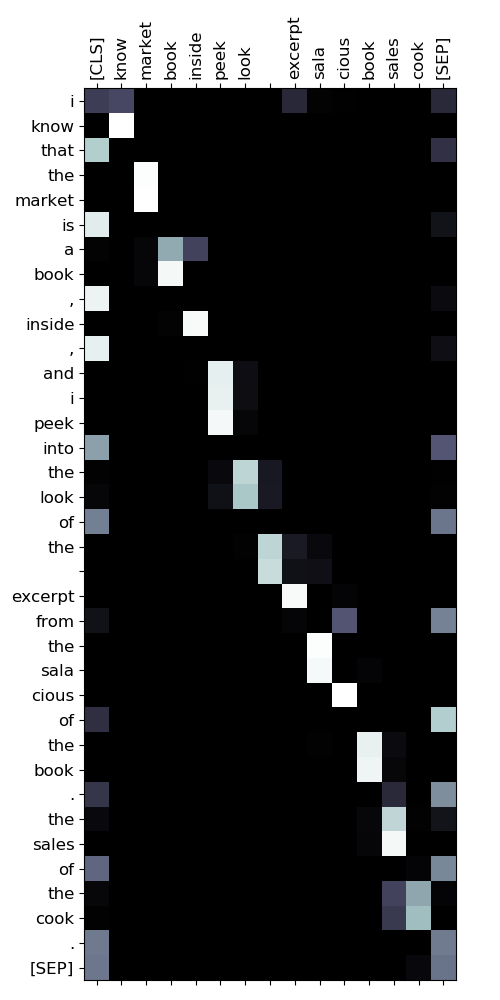 [CLS]
know
market
book
inside
peek
look
excerpt
sala
cious
book
sales
cook
[SEP]
i
know
that
the
market
is
a
book
,
inside
,
and
i
peek
into
the
look
of
the
excerpt
from
the
sala
cious
of
the
book
.
the
sales
of
the
cook
.
[SEP]